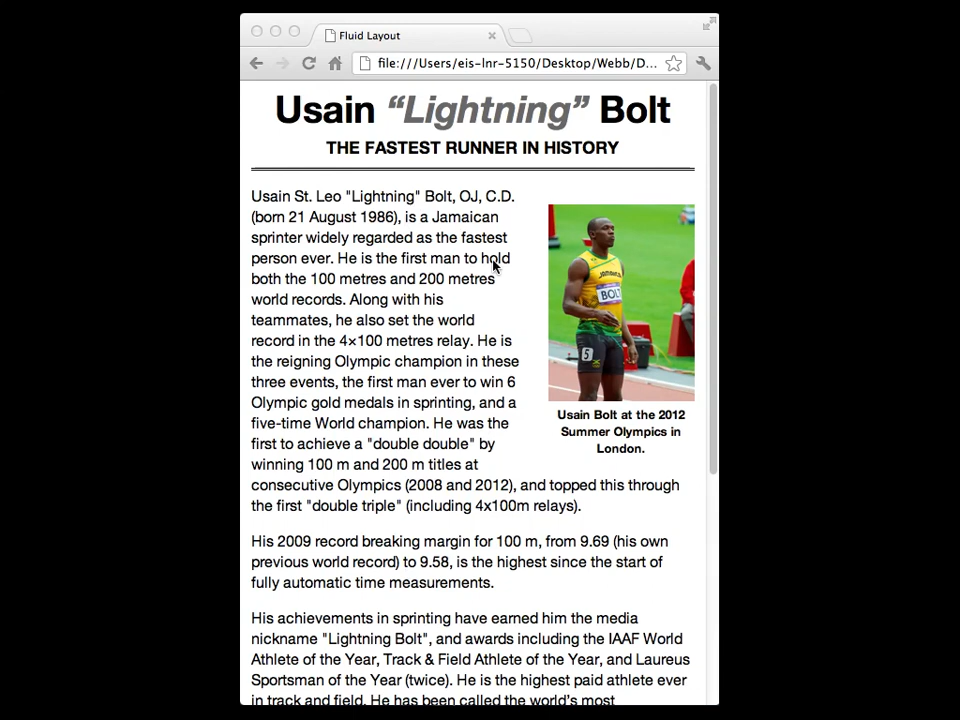 Fluid Layout
file:///Users/eis-lnr-5150/Desktop/Webb/D...
Usain “Lightning” Bolt
THE FASTEST RUNNER IN HISTORY
Usain St. Leo "Lightning" Bolt, OJ, C.D.
(born 21 August 1986), is a Jamaican
sprinter widely regarded as the fastest
person ever. He is the first man to hold
both the 100 metres and 200 metres
world records. Along with his
teammates, he also set the world
record in the 4×100 metres relay. He is
the reigning Olympic champion in these
three events, the first man ever to win 6
Olympic gold medals in sprinting, and a
five-time World champion. He was the
first to achieve a "double double" by
winning 100 m and 200 m titles at
consecutive Olympics (2008 and 2012), and topped this through
the first "double triple" (including 4x100m relays).
JAMAICA
BOLT
5
Usain Bolt at the 2012
Summer Olympics in
London.
His 2009 record breaking margin for 100 m, from 9.69 (his own
previous world record) to 9.58, is the highest since the start of
fully automatic time measurements.
His achievements in sprinting have earned him the media
nickname "Lightning Bolt", and awards including the IAAF World
Athlete of the Year, Track & Field Athlete of the Year, and Laureus
Sportsman of the Year (twice). He is the highest paid athlete ever
in track and field. He has been called the world’s most